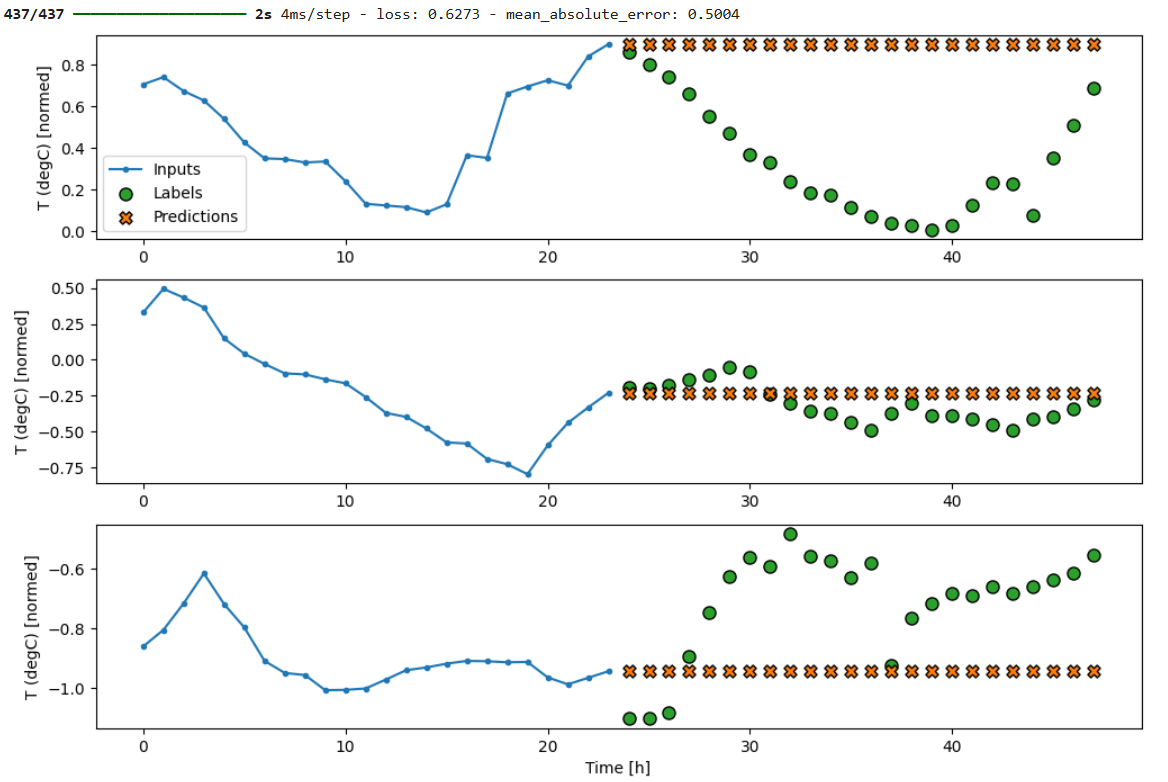 437/437 ━━━━━━━━━━━━━━━━━━━━ 2s 4ms/step - loss: 0.6273 - mean_absolute_error: 0.5004
T (degC) [normed]
0.8
0.6
0.4
0.2
0.0
Inputs
Labels
Predictions
0 10 20 30 40
T (degC) [normed]
0.50
0.25
0.00
−0.25
−0.50
−0.75
0 10 20 30 40
T (degC) [normed]
−0.6
−0.8
−1.0
0 10 20 30 40
Time [h]